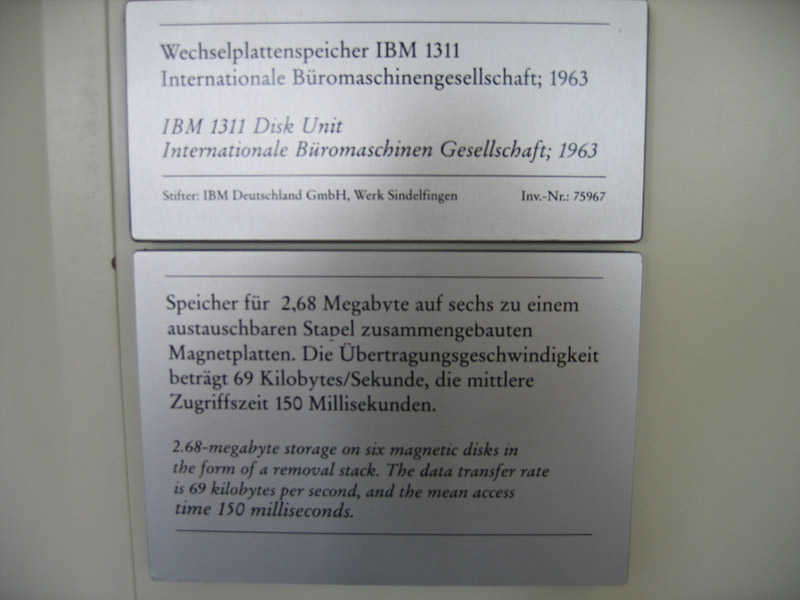 Wechselplattenspeicher IBM 1311
Internationale Büromaschinengesellschaft; 1963
IBM 1311 Disk Unit
Internationale Büromaschinen Gesellschaft; 1963
Stifter: IBM Deutschland GmbH, Werk Sindelfingen Inv.-Nr.: 75967
Speicher für 2,68 Megabyte auf sechs zu einem
austauschbaren Stapel zusammengebauten
Magnetplatten. Die Übertragungsgeschwindigkeit
beträgt 69 Kilobytes/Sekunde, die mittlere
Zugriffszeit 150 Millisekunden.
2.68-megabyte storage on six magnetic disks in
the form of a removal stack. The data transfer rate
is 69 kilobytes per second, and the mean access
time 150 milliseconds.